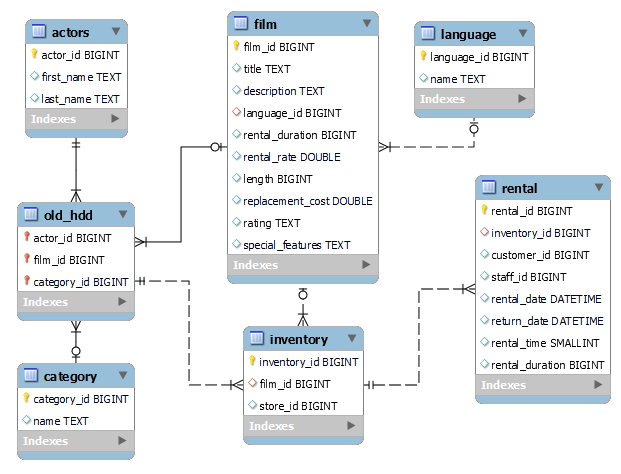 actors
actor_id BIGINT
first_name TEXT
last_name TEXT
Indexes
film
film_id BIGINT
title TEXT
description TEXT
language_id BIGINT
rental_duration BIGINT
rental_rate DOUBLE
length BIGINT
replacement_cost DOUBLE
rating TEXT
special_features TEXT
Indexes
language
language_id BIGINT
name TEXT
Indexes
old_hdd
actor_id BIGINT
film_id BIGINT
category_id BIGINT
Indexes
rental
rental_id BIGINT
inventory_id BIGINT
customer_id BIGINT
staff_id BIGINT
rental_date DATETIME
return_date DATETIME
rental_time SMALLINT
rental_duration BIGINT
Indexes
category
category_id BIGINT
name TEXT
Indexes
inventory
inventory_id BIGINT
film_id BIGINT
store_id BIGINT
Indexes